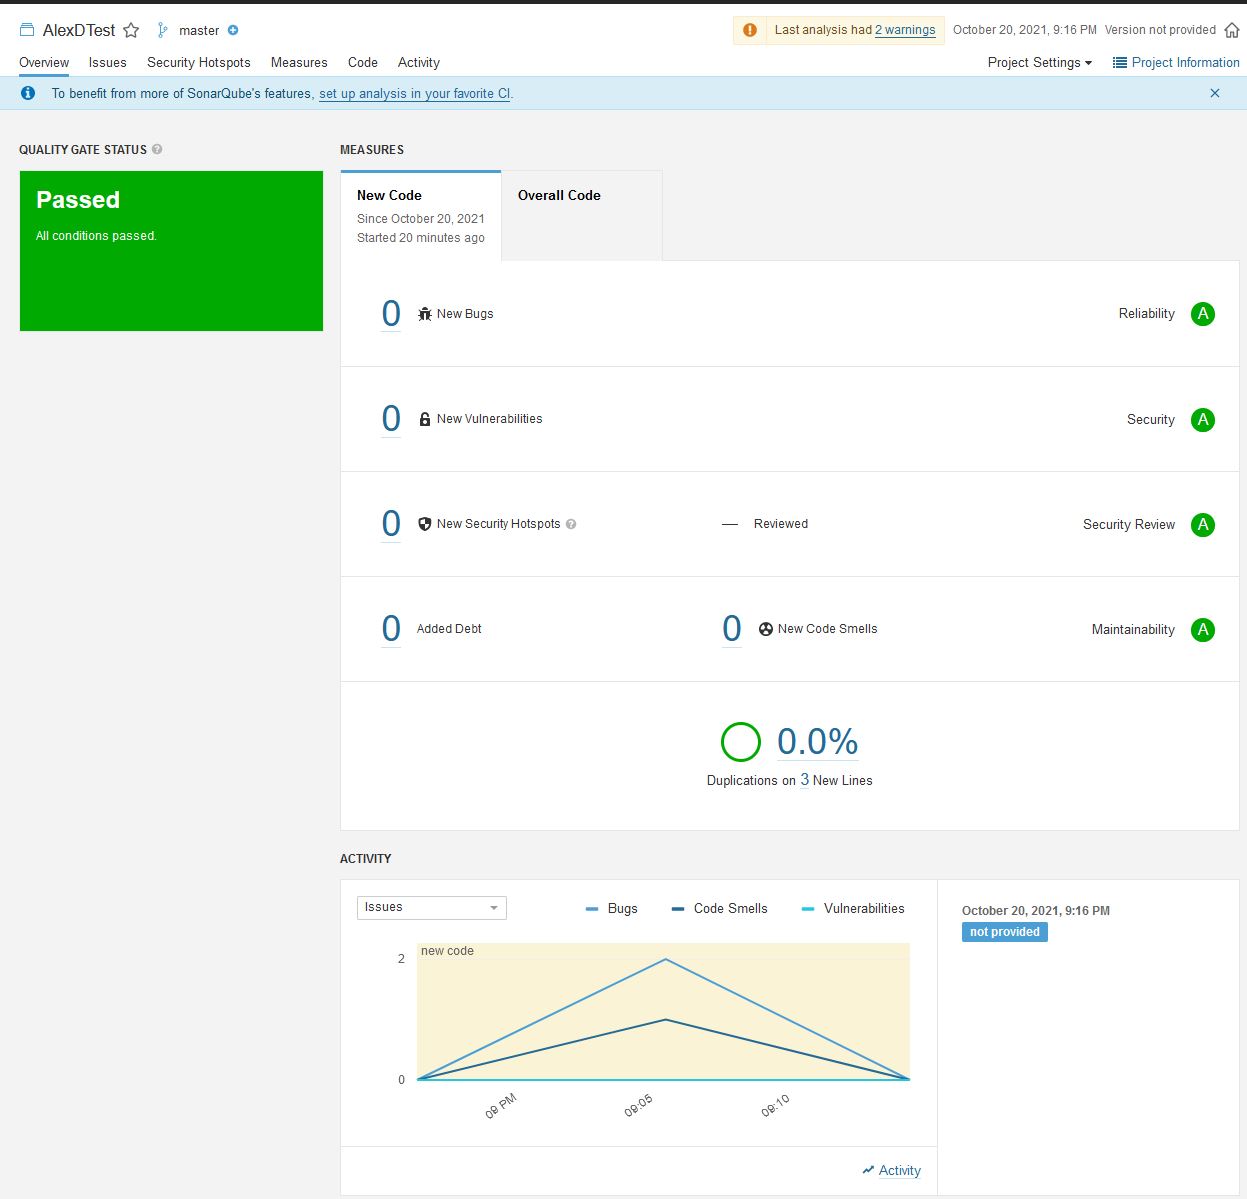 AlexDTest master Last analysis had 2 warnings October 20, 2021, 9:16 PM Version not provided
Overview Issues Security Hotspots Measures Code Activity Project Settings Project Information
To benefit from more of SonarQube's features, set up analysis in your favorite CI.
QUALITY GATE STATUS
Passed
All conditions passed.
MEASURES
New Code
Since October 20, 2021
Started 20 minutes ago
Overall Code
0 New Bugs Reliability A
0 New Vulnerabilities Security A
0 New Security Hotspots — Reviewed Security Review A
0 Added Debt 0 New Code Smells Maintainability A
0.0%
Duplications on 3 New Lines
ACTIVITY
Issues Bugs Code Smells Vulnerabilities
new code
2
0
09 PM 09:05 09:10
Activity
October 20, 2021, 9:16 PM
not provided